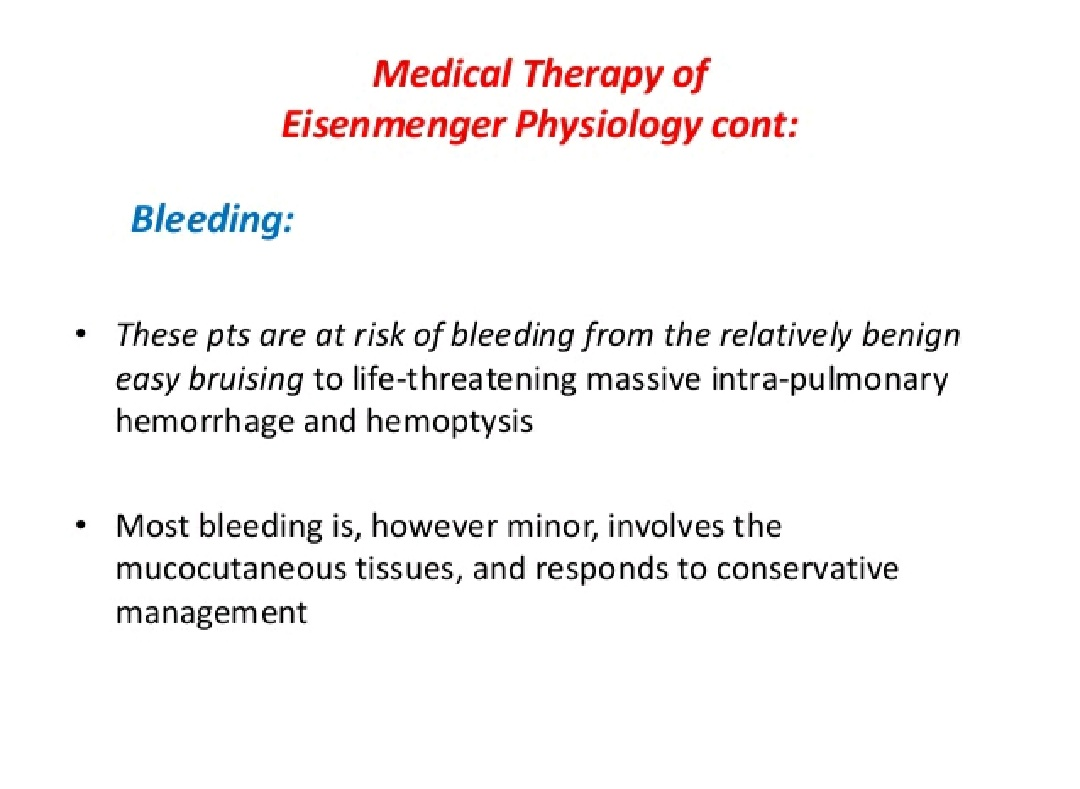 Medical Therapy of
Eisenmenger Physiology cont:
Bleeding:
• These pts are at risk of bleeding from the relatively benign
easy bruising to life-threatening massive intra-pulmonary
hemorrhage and hemoptysis
• Most bleeding is, however minor, involves the
mucocutaneous tissues, and responds to conservative
management